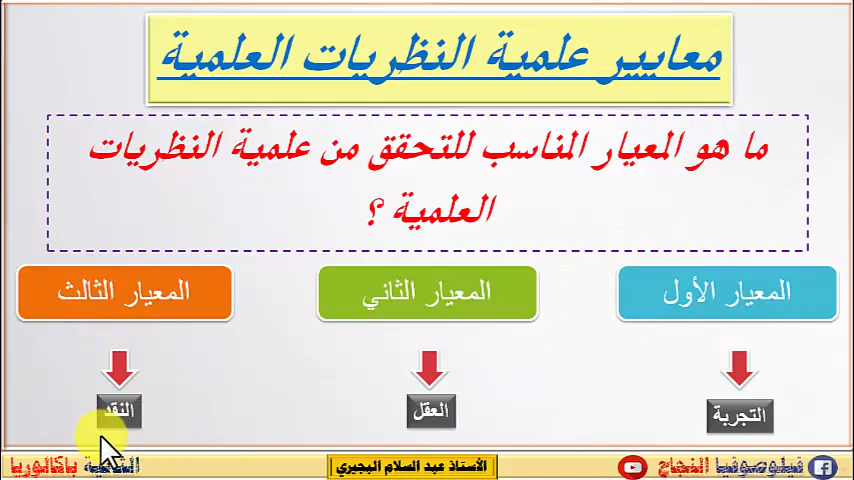 معايير علمية النظريات العلمية
ما هو المعيار المناسب للتحقق من علمية النظريات
العلمية ؟
المعيار الأول
المعيار الثاني
المعيار الثالث
التجربة
العقل
النقد
فيلوصوفيا النجاح
الأستاذ عبد السلام البجيري
الثانية باكالوريا